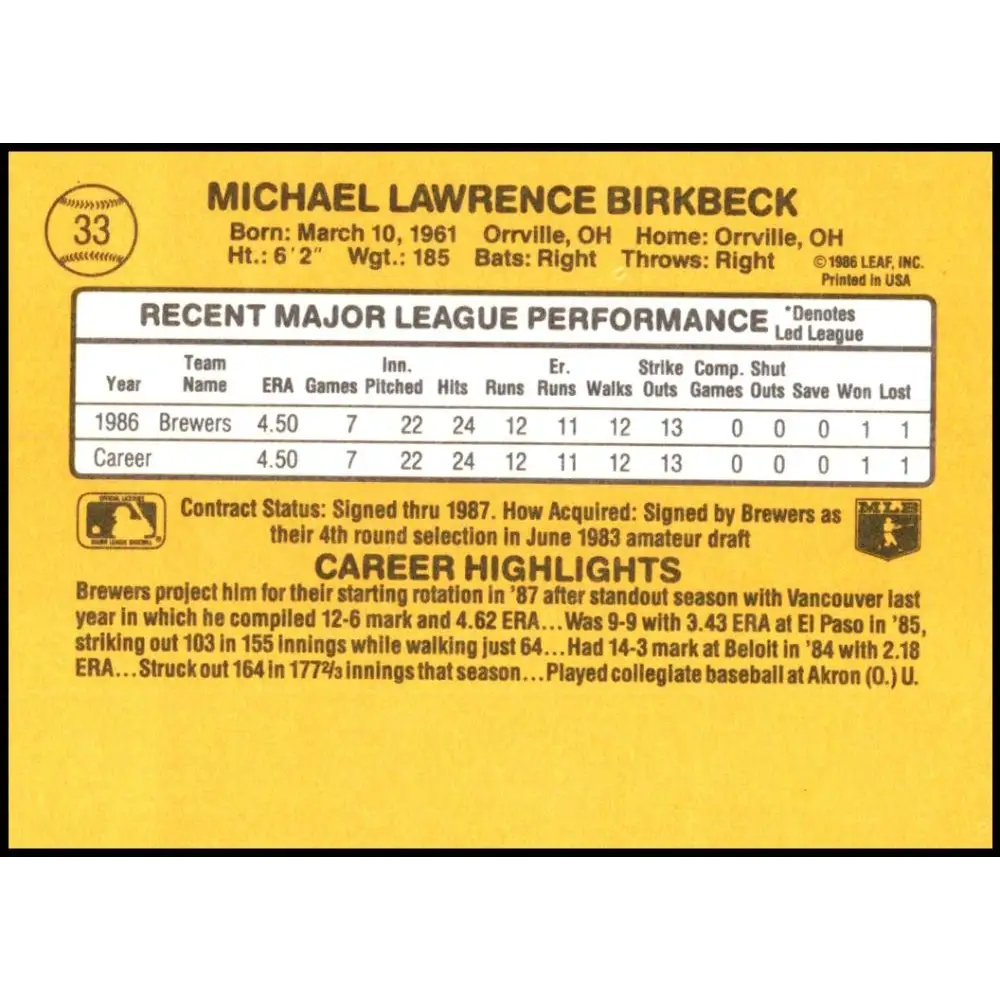 33
MICHAEL LAWRENCE BIRKBECK
Born: March 10, 1961 Orrville, OH Home: Orrville, OH
Ht.: 6'2" Wgt.: 185 Bats: Right Throws: Right
©1986 LEAF, INC.
Printed in USA
RECENT MAJOR LEAGUE PERFORMANCE *Denotes Led League
Year Team Name ERA Games Inn. Pitched Hits Runs Er. Runs Walks Strike Outs Comp. Games Shut Outs Save Won Lost
1986 Brewers 4.50 7 22 24 12 11 12 13 0 0 0 1 1
Career 4.50 7 22 24 12 11 12 13 0 0 0 1 1
OFFICIAL LICENSEE
MAJOR LEAGUE BASEBALL
Contract Status: Signed thru 1987. How Acquired: Signed by Brewers as
their 4th round selection in June 1983 amateur draft
MLB
CAREER HIGHLIGHTS
Brewers project him for their starting rotation in '87 after standout season with Vancouver last
year in which he compiled 12-6 mark and 4.62 ERA...Was 9-9 with 3.43 ERA at El Paso in '85,
striking out 103 in 155 innings while walking just 64...Had 14-3 mark at Beloit in '84 with 2.18
ERA...Struck out 164 in 177 2/3 innings that season...Played collegiate baseball at Akron (O.) U.